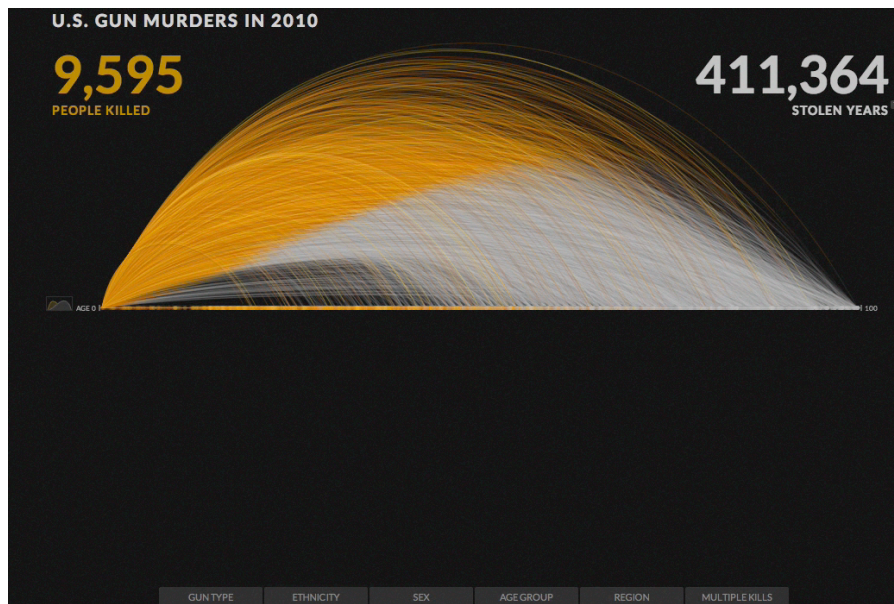 U.S. GUN MURDERS IN 2010
9,595
PEOPLE KILLED
411,364
STOLEN YEARS
AGE 0
100
GUN TYPE
ETHNICITY
SEX
AGE GROUP
REGION
MULTIPLE KILLS